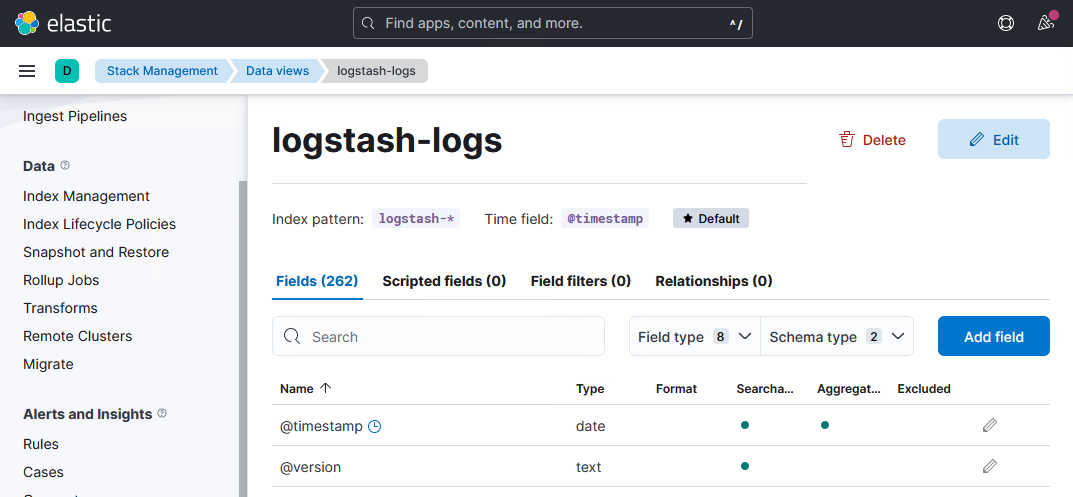 elastic
Find apps, content, and more.
^/
D
Stack Management
Data views
logstash-logs
Ingest Pipelines
Data
Index Management
Index Lifecycle Policies
Snapshot and Restore
Rollup Jobs
Transforms
Remote Clusters
Migrate
Alerts and Insights
Rules
Cases
logstash-logs
Delete
Edit
Index pattern: logstash-* Time field: @timestamp Default
Fields (262) Scripted fields (0) Field filters (0) Relationships (0)
Search
Field type 8
Schema type 2
Add field
Name Type Format Searcha... Aggregat... Excluded
@timestamp date
@version text